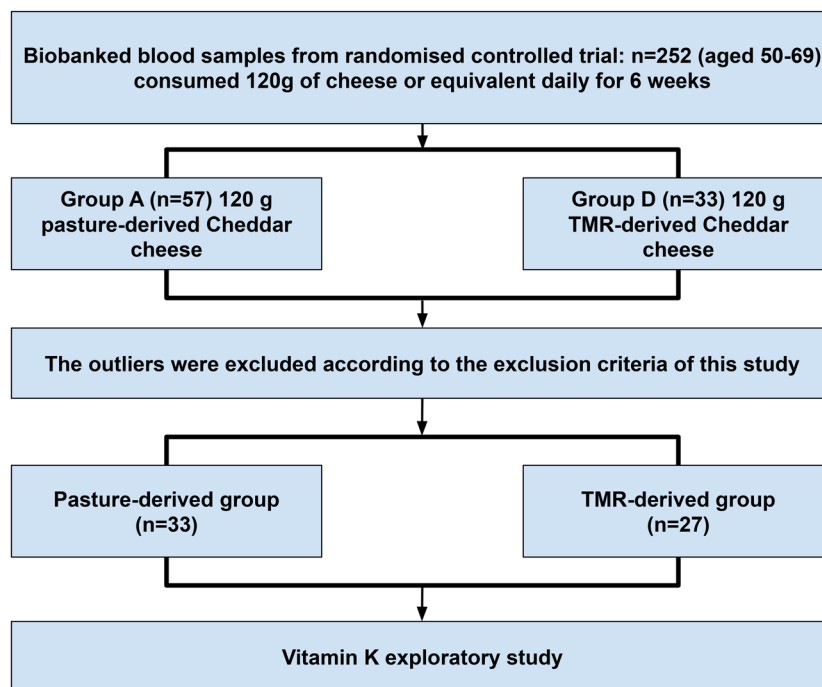 Biobanked blood samples from randomised controlled trial: n=252 (aged 50-69)
consumed 120g of cheese or equivalent daily for 6 weeks
Group A (n=57) 120 g
pasture-derived Cheddar
cheese
Group D (n=33) 120 g
TMR-derived Cheddar
cheese
The outliers were excluded according to the exclusion criteria of this study
Pasture-derived group
(n=33)
TMR-derived group
(n=27)
Vitamin K exploratory study